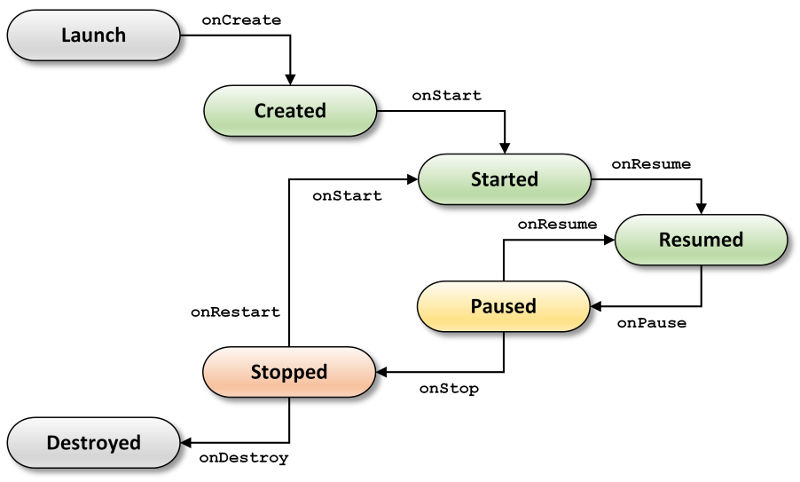 onCreate
Launch
Created
onStart
Started
onResume
onStart
onResume
Resumed
Paused
onRestart
onPause
Stopped
onStop
Destroyed
onDestroy